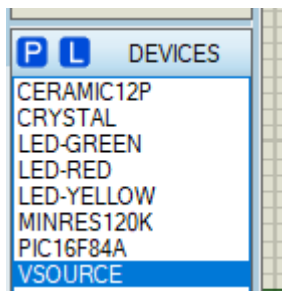 P L DEVICES
CERAMIC12P
CRYSTAL
LED-GREEN
LED-RED
LED-YELLOW
MINRES120K
PIC16F84A
VSOURCE